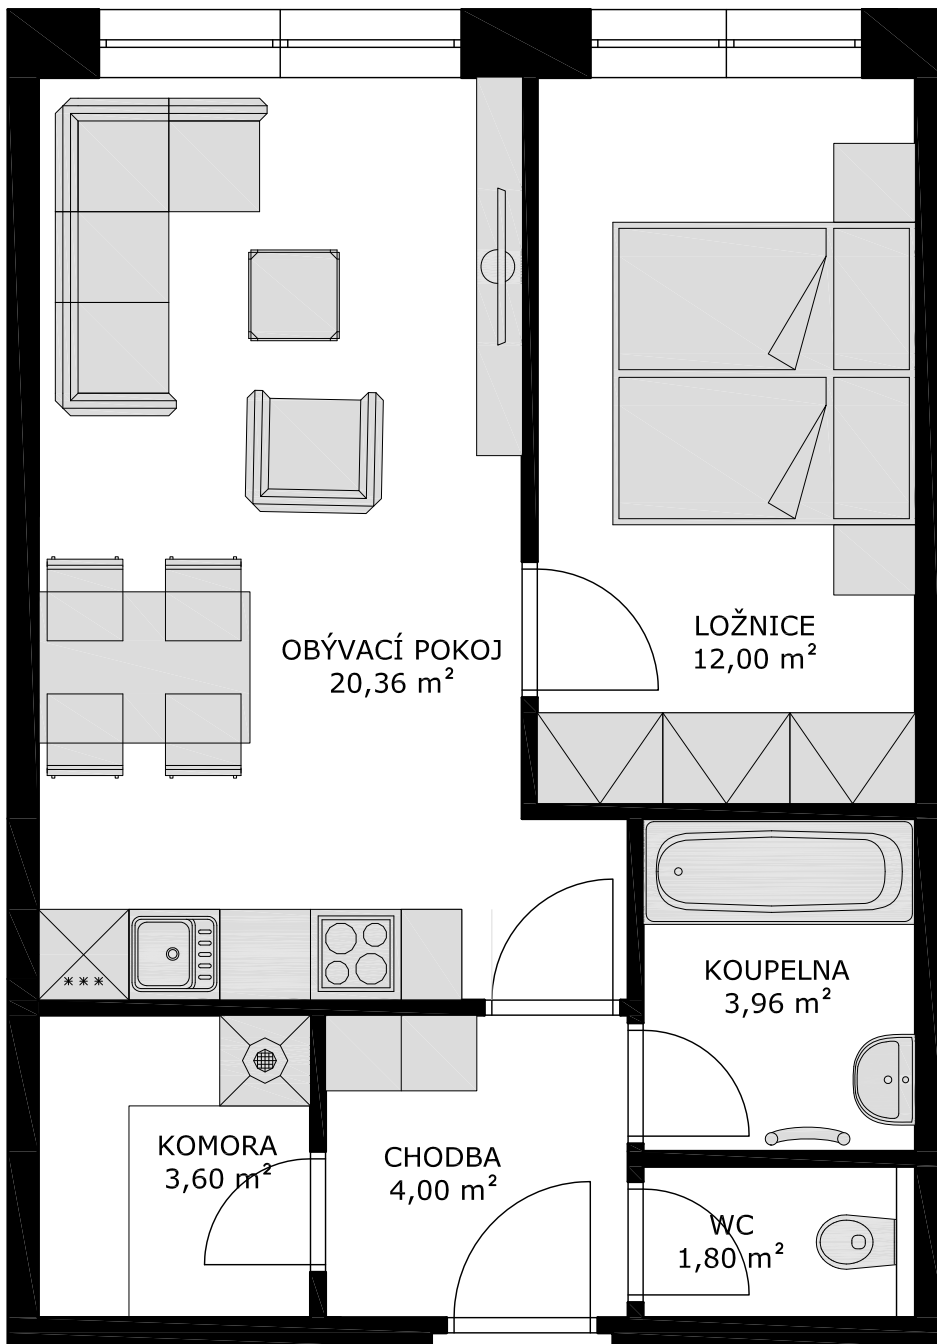 OBÝVACÍ POKOJ
20,36 m²
LOŽNICE
12,00 m²
KOUPELNA
3,96 m²
KOMORA
3,60 m²
CHODBA
4,00 m²
WC
1,80 m²